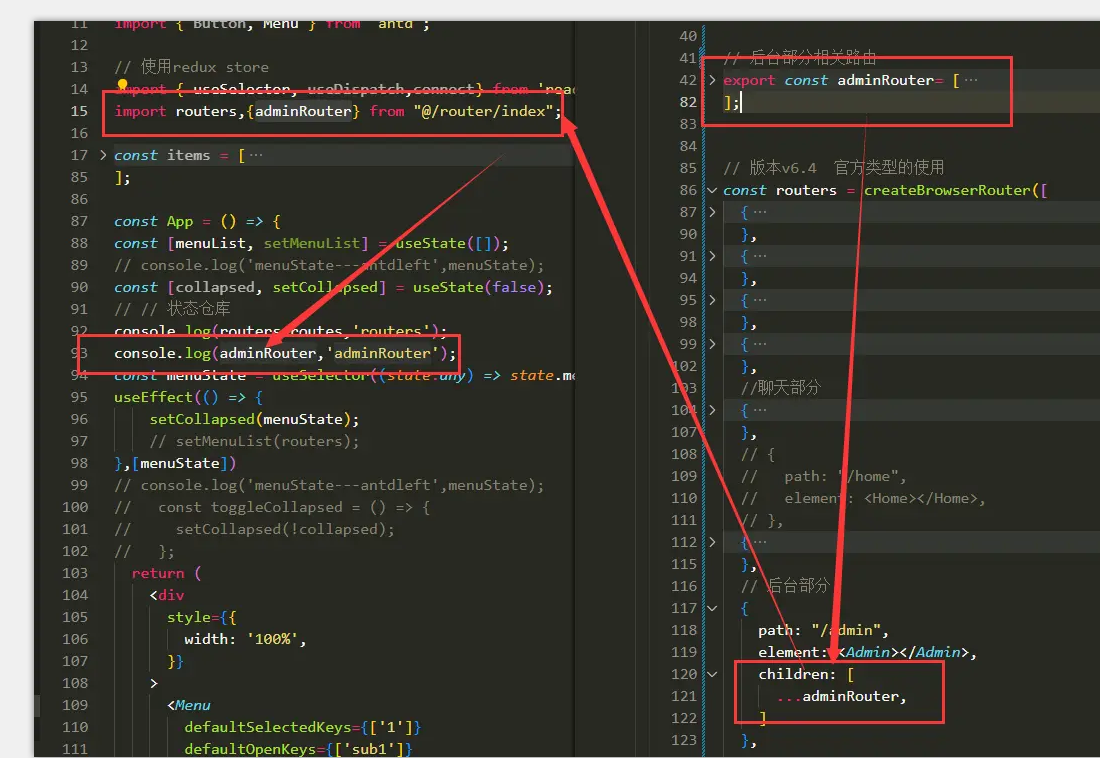 11 import { Button, Menu } from 'antd';
12
13 // 使用redux store
14 import { useSelector, useDispatch,connect} from 'reac
15 import routers,{adminRouter} from "@/router/index";
16
17 const items = [ ···
85 ];
86
87 const App = () => {
88 const [menuList, setMenuList] = useState([]);
89 // console.log('menuState---antdleft',menuState);
90 const [collapsed, setCollapsed] = useState(false);
91 // // 状态仓库
92 console.log(routers.routes,'routers');
93 console.log(adminRouter,'adminRouter');
94 const menuState = useSelector((state:any) => state.me
95 useEffect(() => {
96 setCollapsed(menuState);
97 // setMenuList(routers);
98 },[menuState])
99 // console.log('menuState---antdleft',menuState);
100 // const toggleCollapsed = () => {
101 // setCollapsed(!collapsed);
102 // };
103 return (
104 <div
105 style={{
106 width: '100%',
107 }}
108 >
109 <Menu
110 defaultSelectedKeys={['1']}
111 defaultOpenKeys={['sub1']}
40
41 // 后台部分相关路由
42 export const adminRouter= [ ···
82 ];
83
84
85 // 版本v6.4 官方类型的使用
86 const routers = createBrowserRouter([
87 { ···
90 },
91 { ···
94 },
95 { ···
98 },
99 { ···
102 },
103 //聊天部分
104 { ···
107 },
108 // {
109 // path: "/home",
110 // element: <Home></Home>,
111 // },
112 { ···
115 },
116 // 后台部分
117 {
118 path: "/admin",
119 element: <Admin></Admin>,
120 children: [
121 ...adminRouter,
122 ]
123 },